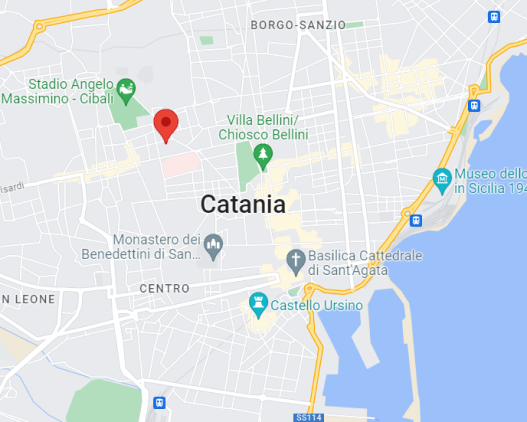 BORGO-SANZIO
Stadio Angelo
Massimino - Cibali
Villa Bellini/
Chiosco Bellini
isardi
Museo dello
in Sicilia 194
Catania
Monastero dei
Benedettini di San...
Basilica Cattedrale
di Sant'Agata
CENTRO
N LEONE
Castello Ursino
SS114